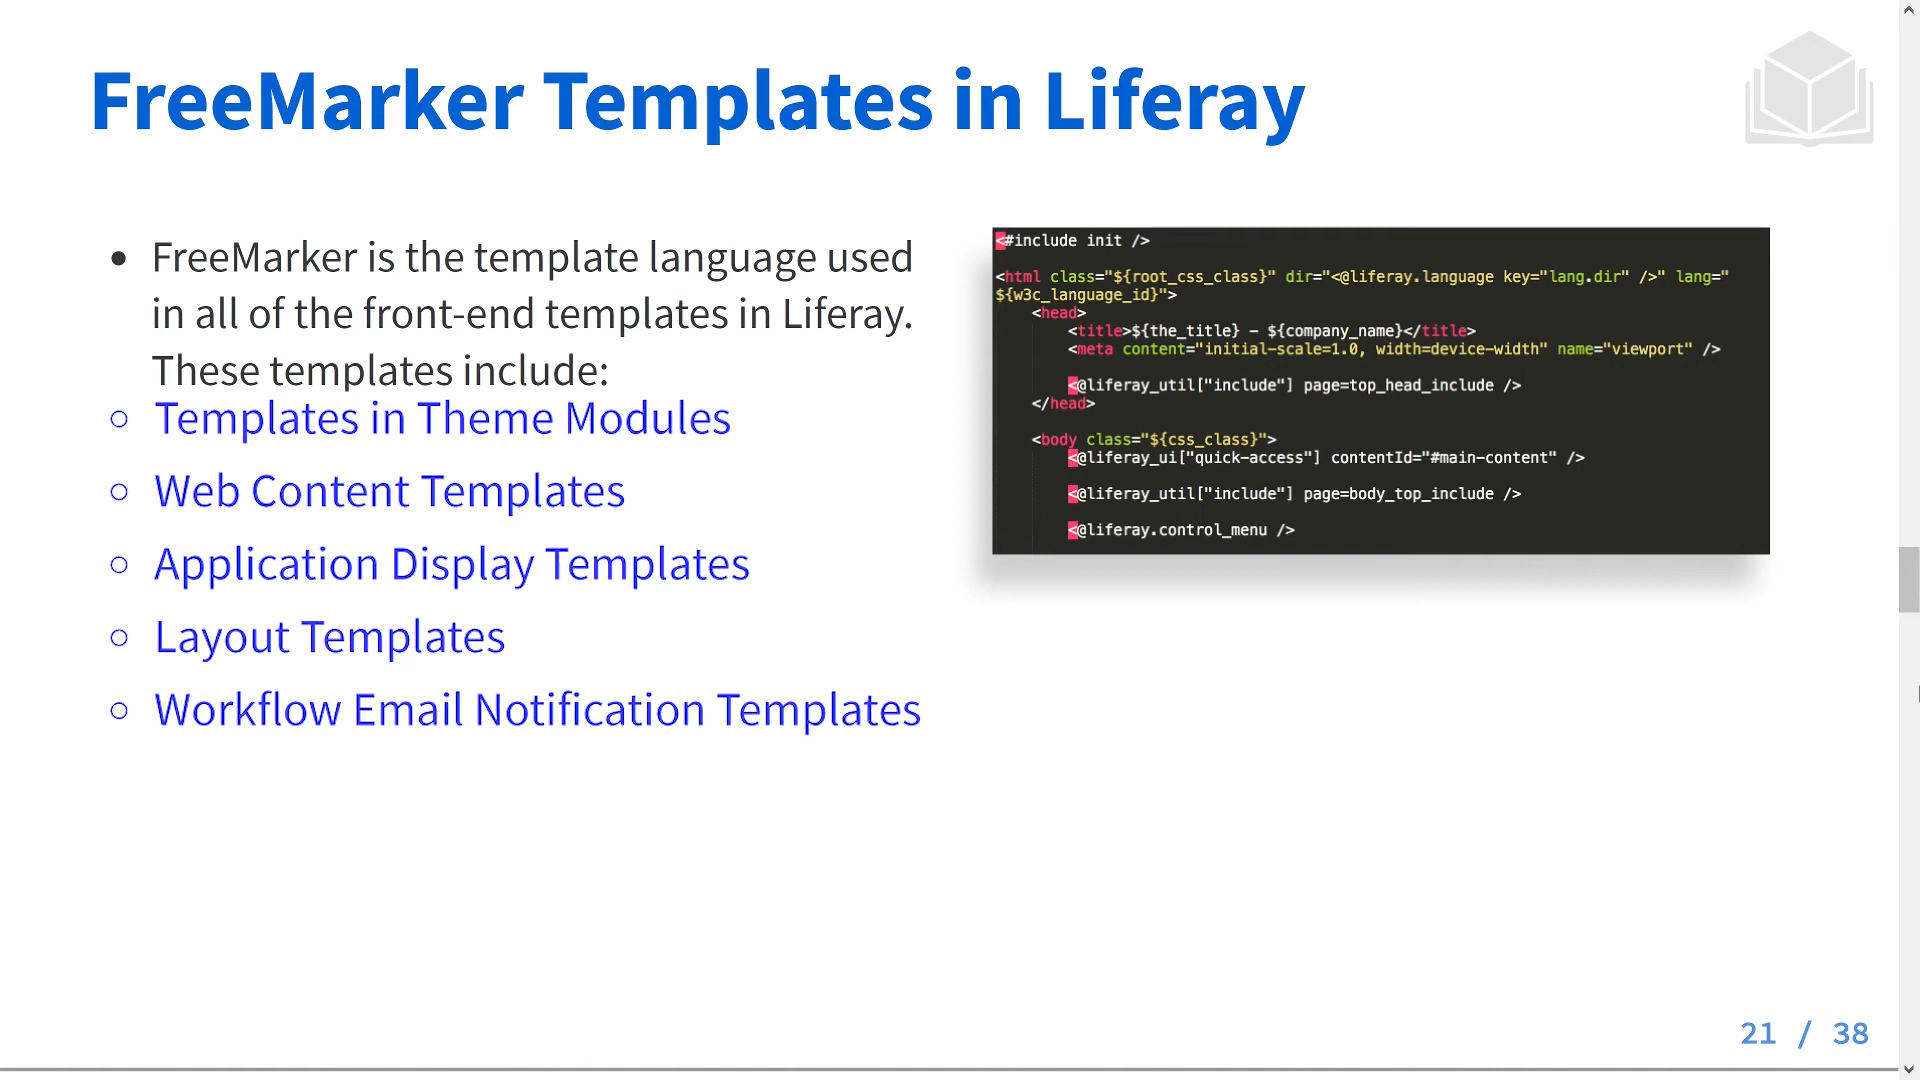 FreeMarker Templates in Liferay
• FreeMarker is the template language used
in all of the front-end templates in Liferay.
These templates include:
○ Templates in Theme Modules
○ Web Content Templates
○ Application Display Templates
○ Layout Templates
○ Workflow Email Notification Templates
<#include init />
<html class="${root_css_class}" dir="<@liferay.language key="lang.dir" />" lang="
${w3c_language_id}">
<head>
<title>${the_title} - ${company_name}</title>
<meta content="initial-scale=1.0, width=device-width" name="viewport" />
<@liferay_util["include"] page=top_head_include />
</head>
<body class="${css_class}">
<@liferay_ui["quick-access"] contentId="#main-content" />
<@liferay_util["include"] page=body_top_include />
<@liferay.control_menu />
21 / 38